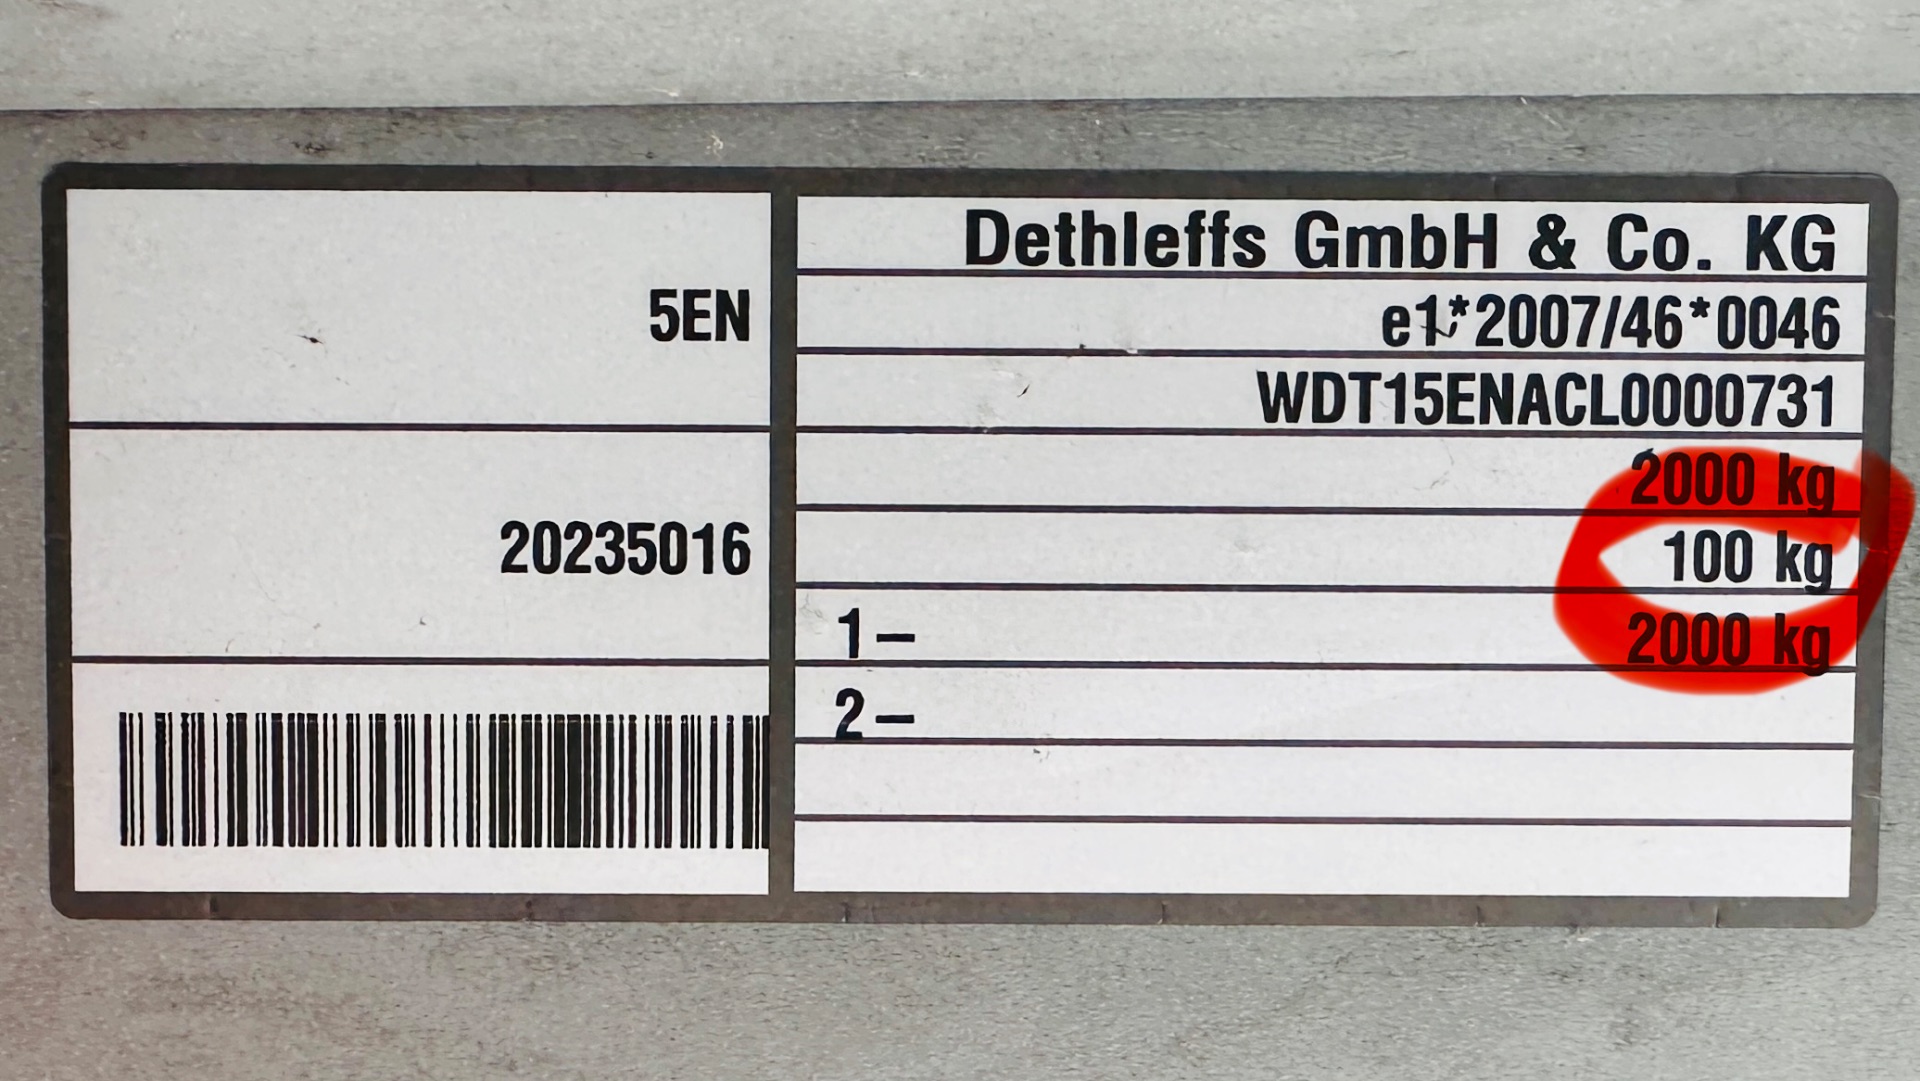 5EN
20235016
Dethleffs GmbH & Co. KG
e1*2007/46*0046
WDT15ENACL0000731
2000 kg
100 kg
1– 2000 kg
2–